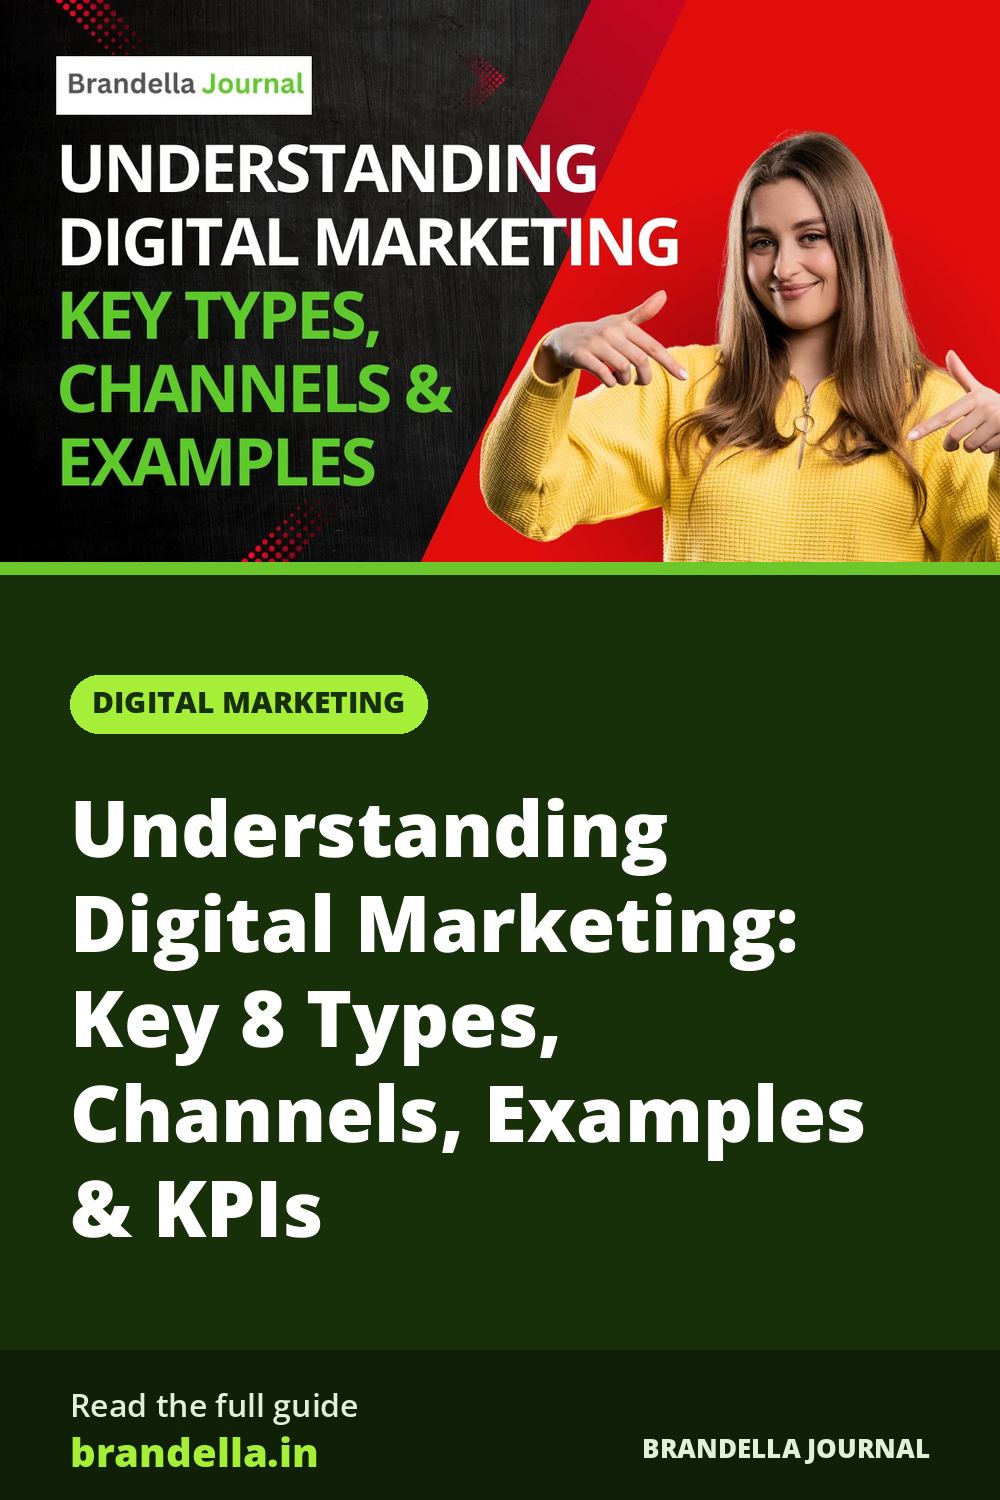 Brandella Journal
UNDERSTANDING
DIGITAL MARKETING
KEY TYPES,
CHANNELS &
EXAMPLES
DIGITAL MARKETING
Understanding
Digital Marketing:
Key 8 Types,
Channels, Examples
& KPIs
Read the full guide
brandella.in
BRANDELLA JOURNAL